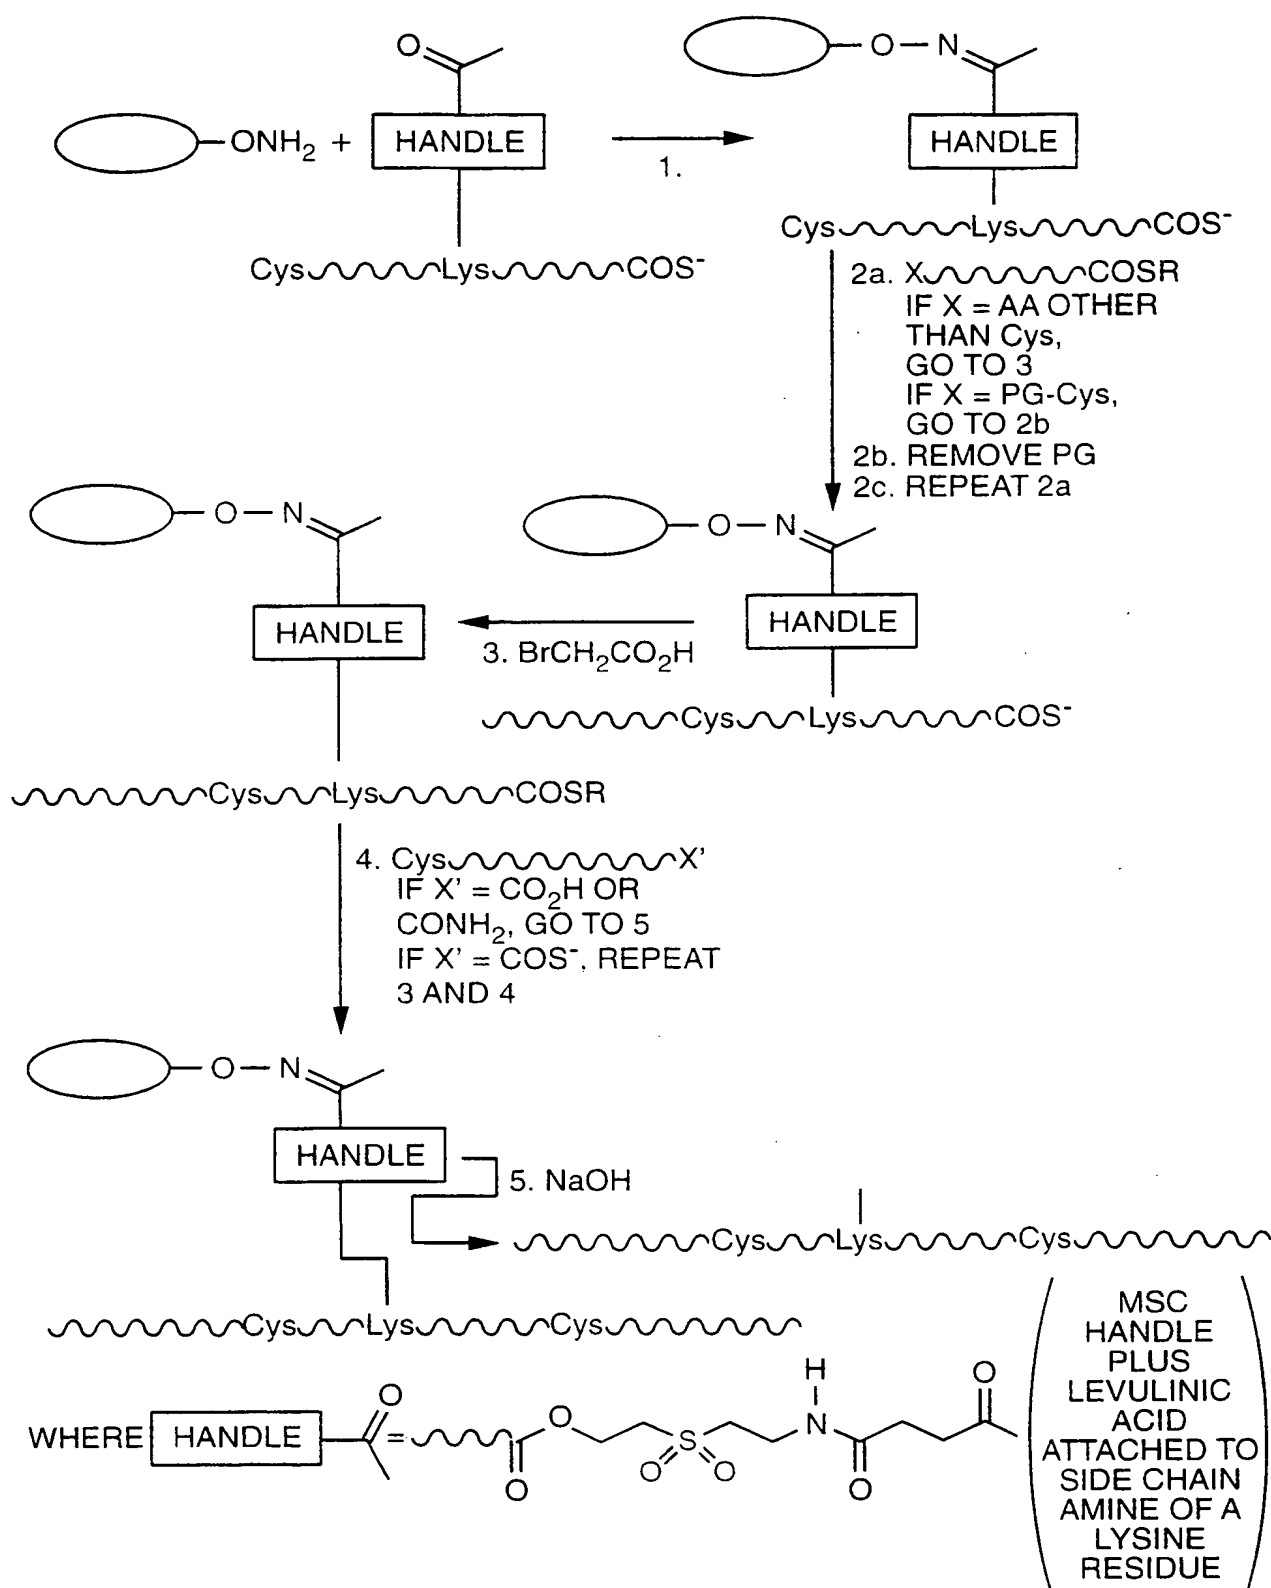 O
O—N
ONH2 + HANDLE
1.
HANDLE
Cys Lys COS-
Cys Lys COS-
2a. X COSR
IF X = AA OTHER
THAN Cys,
GO TO 3
IF X = PG-Cys,
GO TO 2b
2b. REMOVE PG
2c. REPEAT 2a
O—N
O—N
HANDLE
HANDLE
3. BrCH2CO2H
Cys Lys COS-
Cys Lys COSR
4. Cys X'
IF X' = CO2H OR
CONH2, GO TO 5
IF X' = COS-, REPEAT
3 AND 4
O—N
HANDLE
5. NaOH
Cys Lys Cys
Cys Lys Cys
WHERE HANDLE O = O O S O O H N O O
MSC
HANDLE
PLUS
LEVULINIC
ACID
ATTACHED TO
SIDE CHAIN
AMINE OF A
LYSINE
RESIDUE